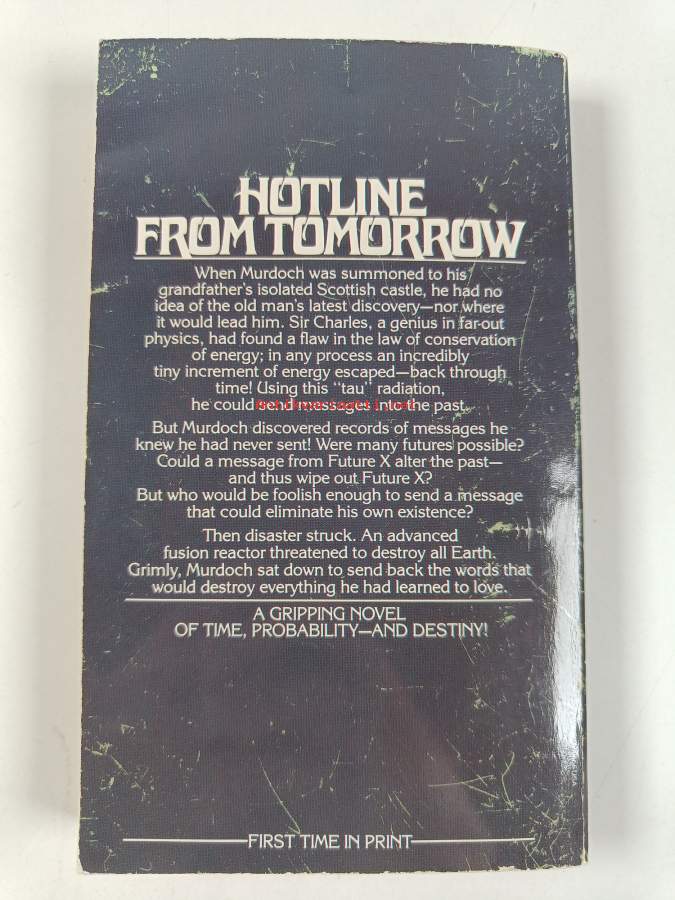 HOTLINE
FROM TOMORROW
When Murdoch was summoned to his
grandfather's isolated Scottish castle, he had no
idea of the old man's latest discovery—nor where
it would lead him. Sir Charles, a genius in far-out
physics, had found a flaw in the law of conservation
of energy; in any process an incredibly
tiny increment of energy escaped—back through
time! Using this "tau" radiation,
he could send messages into the past.
But Murdoch discovered records of messages he
knew he had never sent! Were many futures possible?
Could a message from Future X alter the past—
and thus wipe out Future X?
But who would be foolish enough to send a message
that could eliminate his own existence?
Then disaster struck. An advanced
fusion reactor threatened to destroy all Earth.
Grimly, Murdoch sat down to send back the words that
would destroy everything he had learned to love.
A GRIPPING NOVEL
OF TIME, PROBABILITY—AND DESTINY!
FIRST TIME IN PRINT